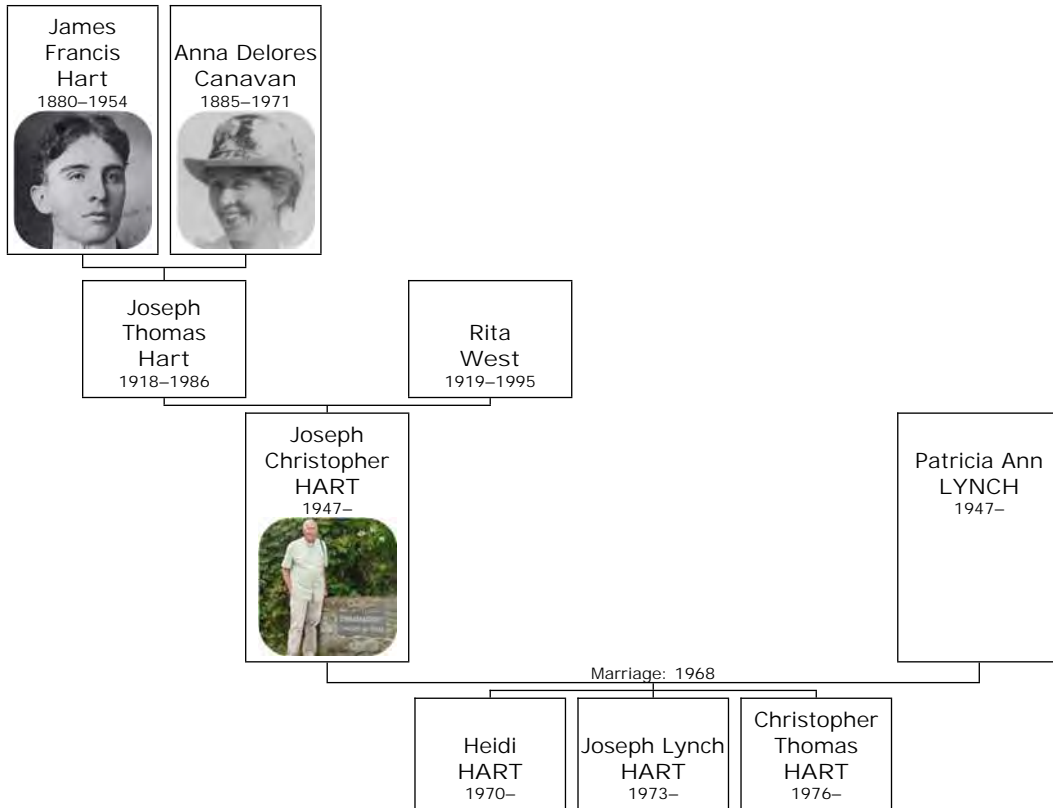 James
Francis
Hart
1880–1954
Anna Delores
Canavan
1885–1971
Joseph
Thomas
Hart
1918–1986
Rita
West
1919–1995
Joseph
Christopher
HART
1947–
Patricia Ann
LYNCH
1947–
Marriage: 1968
Heidi
HART
1970–
Joseph Lynch
HART
1973–
Christopher
Thomas
HART
1976–